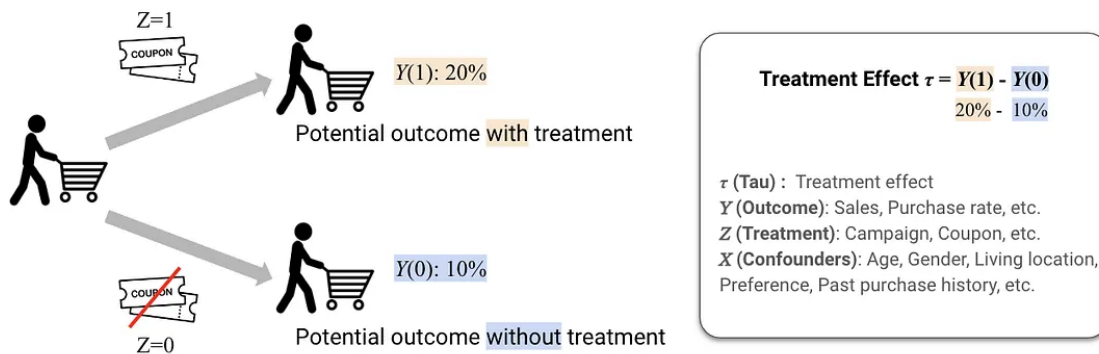 Z=1
COUPON
Y(1): 20%
Potential outcome with treatment
COUPON
Z=0
Y(0): 10%
Potential outcome without treatment
Treatment Effect τ = Y(1) - Y(0)
20% - 10%
τ (Tau) : Treatment effect
Y (Outcome): Sales, Purchase rate, etc.
Z (Treatment): Campaign, Coupon, etc.
X (Confounders): Age, Gender, Living location,
Preference, Past purchase history, etc.